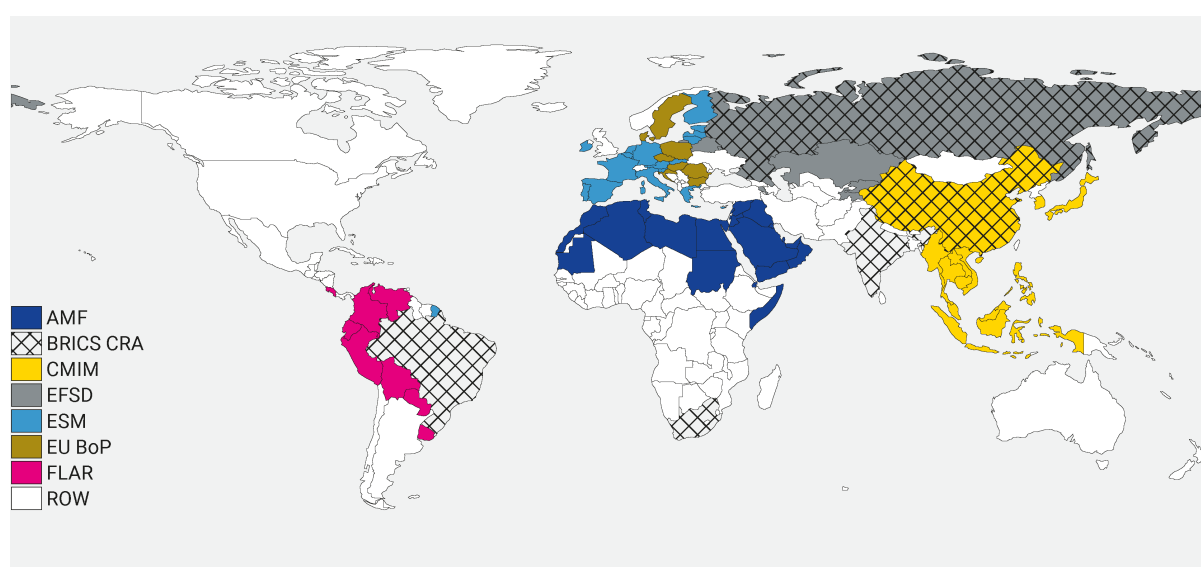 AMF
BRICS CRA
CMIM
EFSD
ESM
EU BoP
FLAR
ROW